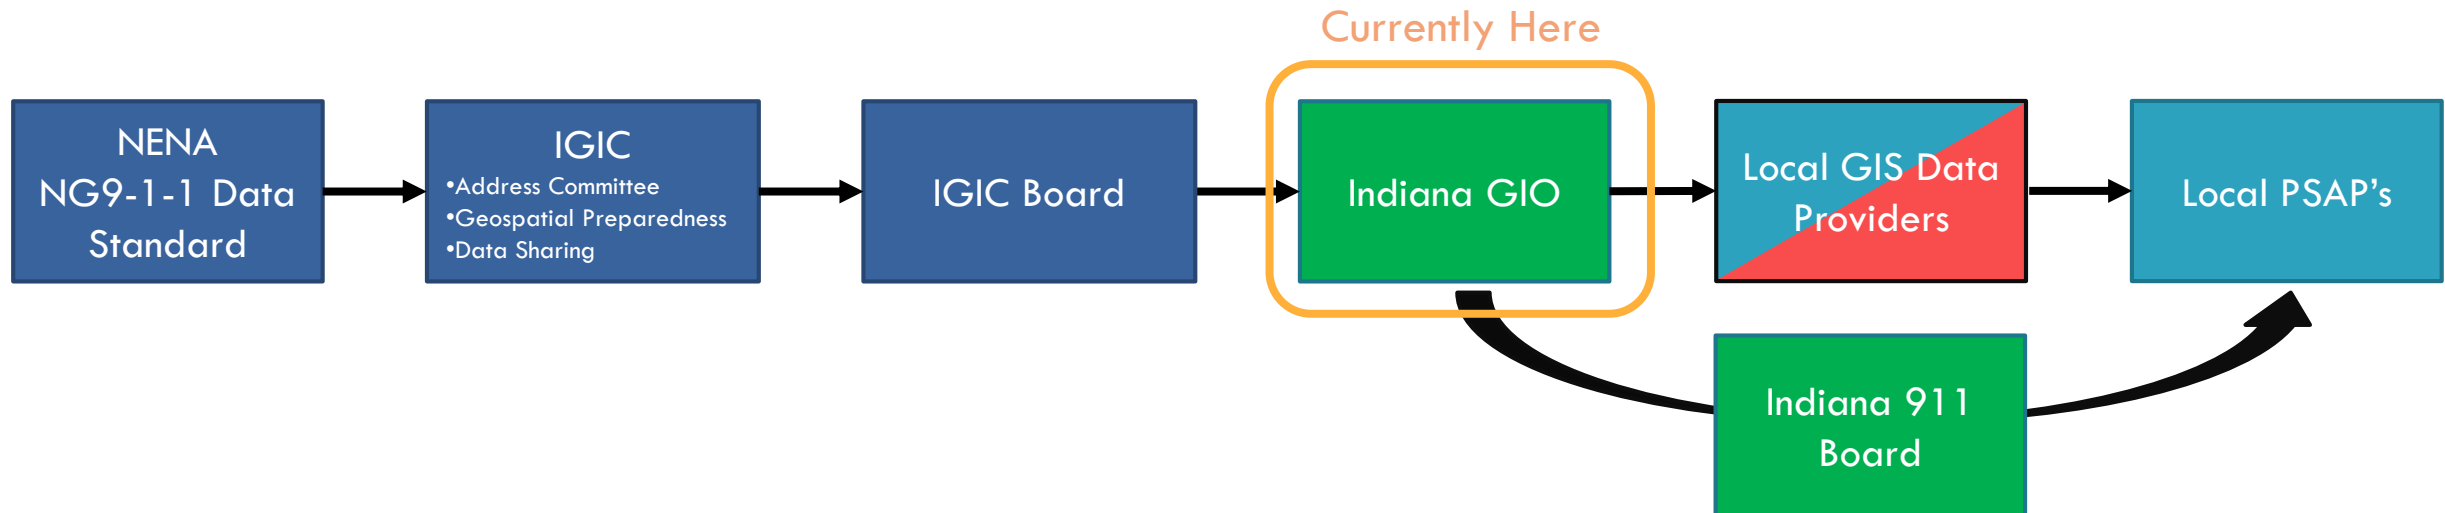 Currently Here
NENA
NG9-1-1 Data
Standard
IGIC
•Address Committee
•Geospatial Preparedness
•Data Sharing
IGIC Board
Indiana GIO
Local GIS Data
Providers
Local PSAP’s
Indiana 911
Board